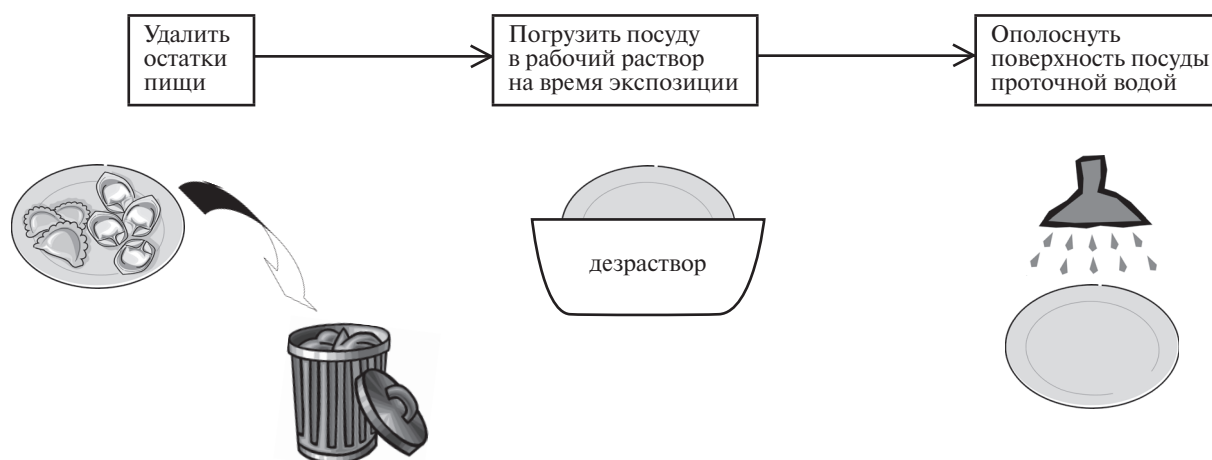 Удалить
остатки
пищи
Погрузить посуду
в рабочий раствор
на время экспозиции
Ополоснуть
поверхность посуды
проточной водой
дезраствор